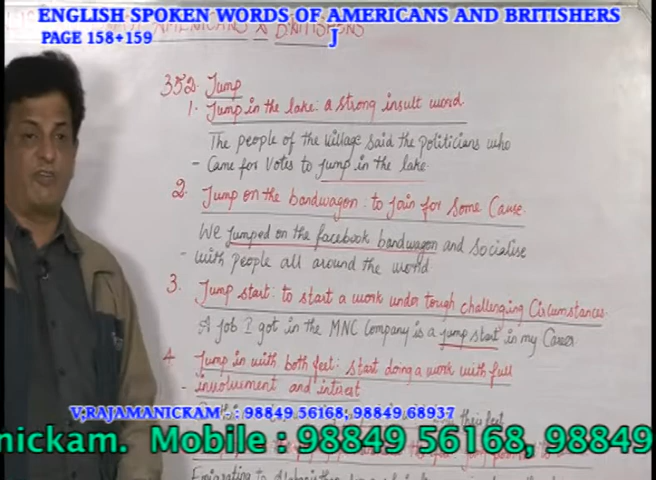 ENGLISH SPOKEN WORDS OF AMERICANS AND BRITISHERS
PAGE 158+159
J
352. Jump
1. Jump in the lake: a strong insult word
The people of the village said the politicians who
- Came for votes to jump in the lake.
2. Jump on the bandwagon: to join for some Cause.
We jumped on the facebook bandwagon and socialise
- with people all around the world
3. Jump start: to start a work under tough challenging Circumstances
A job I got in the MNC Company is a jump start in my Career
4 Jump in with both feet: start doing a work with full
- involvument and interest
V;RAJAMANICKAM.. : 98849 56168; 98849 68937
their feet
nickam. Mobile : 98849 56168, 98849
Emigrating to